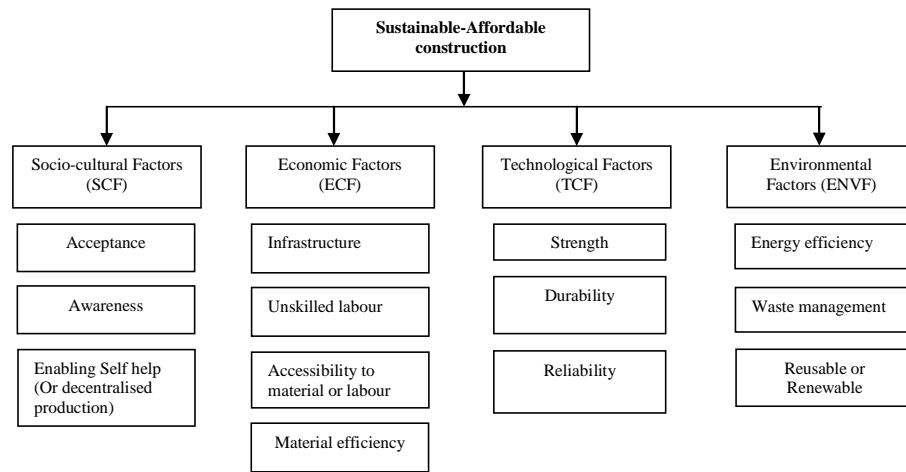 Sustainable-Affordable
construction
Socio-cultural Factors
(SCF)
Economic Factors
(ECF)
Technological Factors
(TCF)
Environmental
Factors (ENVF)
Acceptance
Awareness
Enabling Self help
(Or decentralised
production)
Infrastructure
Unskilled labour
Accessibility to
material or labour
Material efficiency
Strength
Durability
Reliability
Energy efficiency
Waste management
Reusable or
Renewable